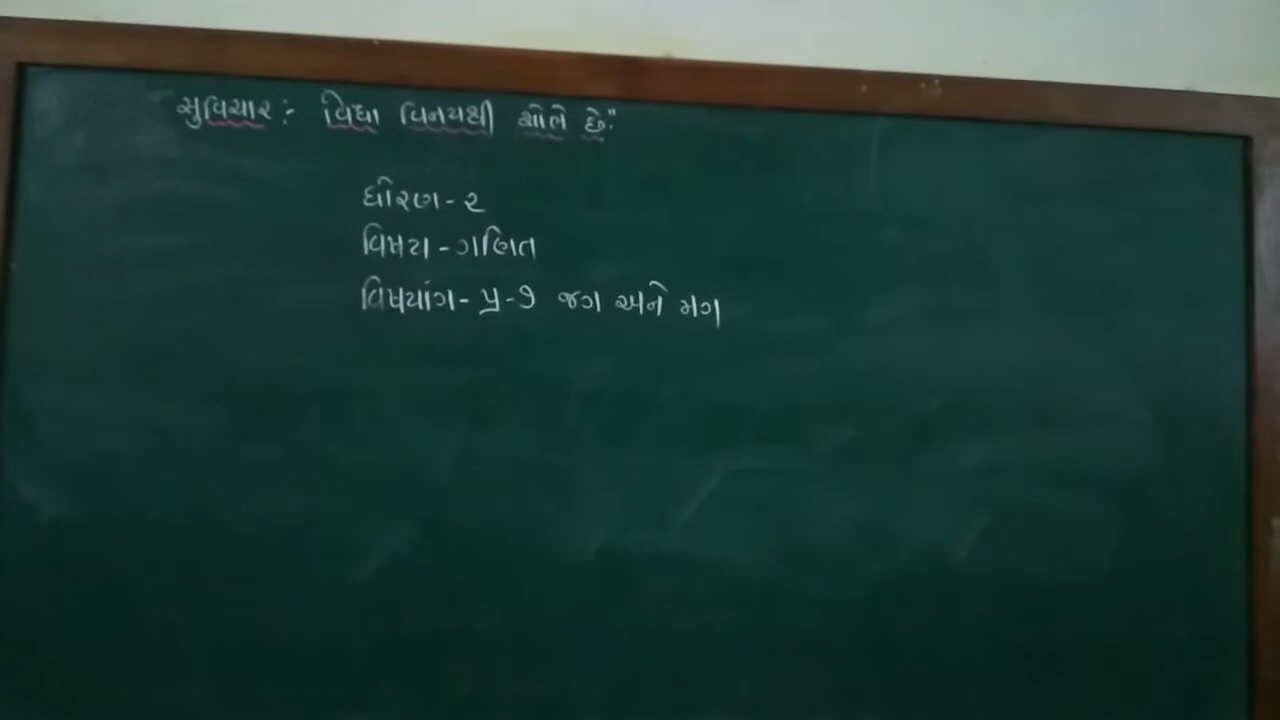 સુવિચાર :- વિદ્યા વિનયથી શોભે છે."
ધોરણ - ૨
વિષય - ગણિત
વિષયાંગ - પ્ર - ૭ જગ અને મગ